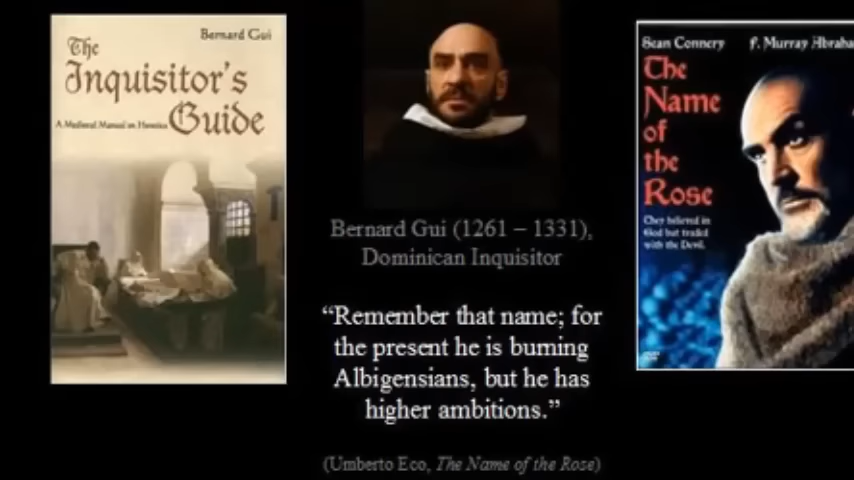 Bernard Gui
The
Inquisitor's
A Medieval Manual on Heretics Guide
Bernard Gui (1261 – 1331),
Dominican Inquisitor
“Remember that name; for
the present he is burning
Albigensians, but he has
higher ambitions.”
(Umberto Eco, The Name of the Rose)
Sean Connery F. Murray Abraha
The
Name
of
the
Rose
They believed in
God but traded
with the Devil.